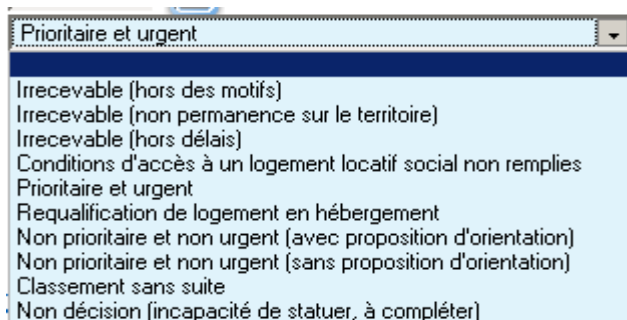 Prioritaire et urgent
Irrecevable (hors des motifs)
Irrecevable (non permanence sur le territoire)
Irrecevable (hors délais)
Conditions d'accès à un logement locatif social non remplies
Prioritaire et urgent
Requalification de logement en hébergement
Non prioritaire et non urgent (avec proposition d'orientation)
Non prioritaire et non urgent (sans proposition d'orientation)
Classement sans suite
Non décision (incapacité de statuer, à compléter)